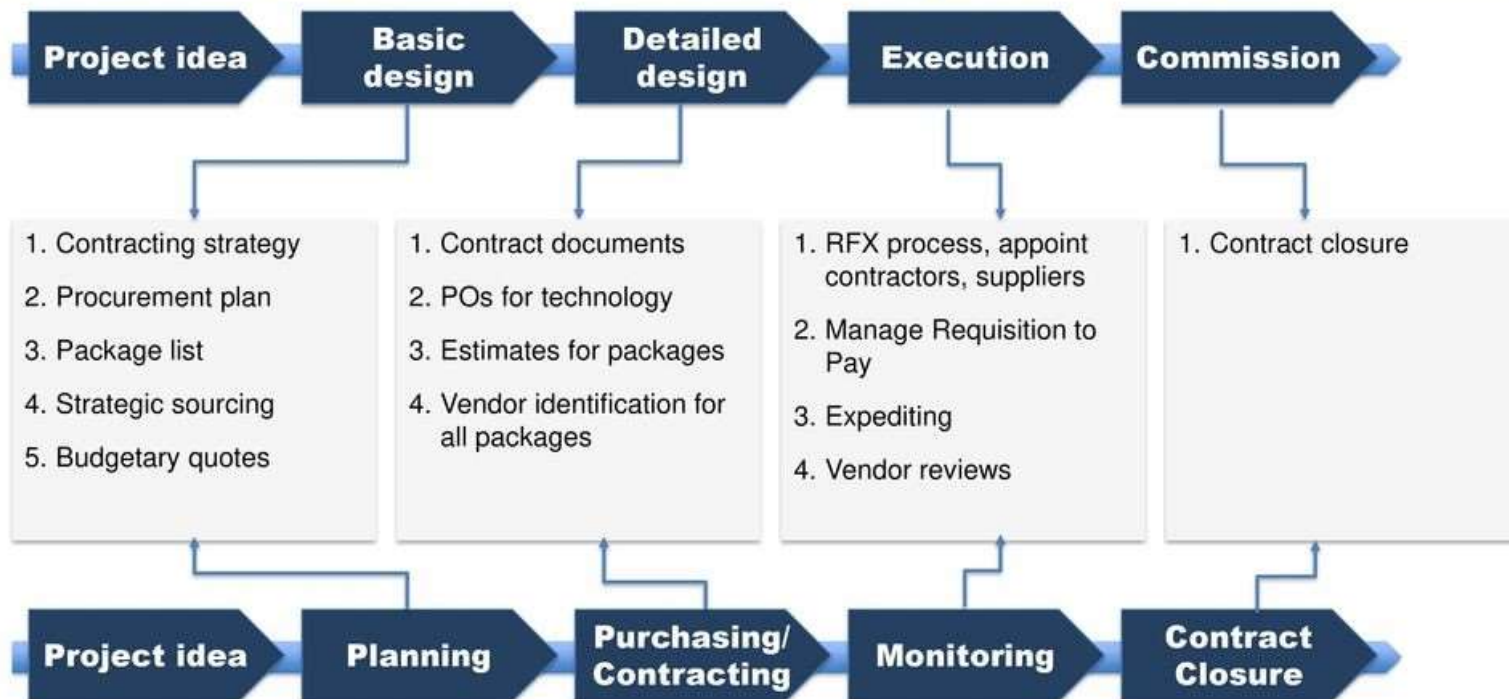 Project idea
Basic
design
Detailed
design
Execution
Commission
1. Contracting strategy
2. Procurement plan
3. Package list
4. Strategic sourcing
5. Budgetary quotes
1. Contract documents
2. POs for technology
3. Estimates for packages
4. Vendor identification for
all packages
1. RFX process, appoint
contractors, suppliers
2. Manage Requisition to
Pay
3. Expediting
4. Vendor reviews
1. Contract closure
Project idea
Planning
Purchasing/
Contracting
Monitoring
Contract
Closure